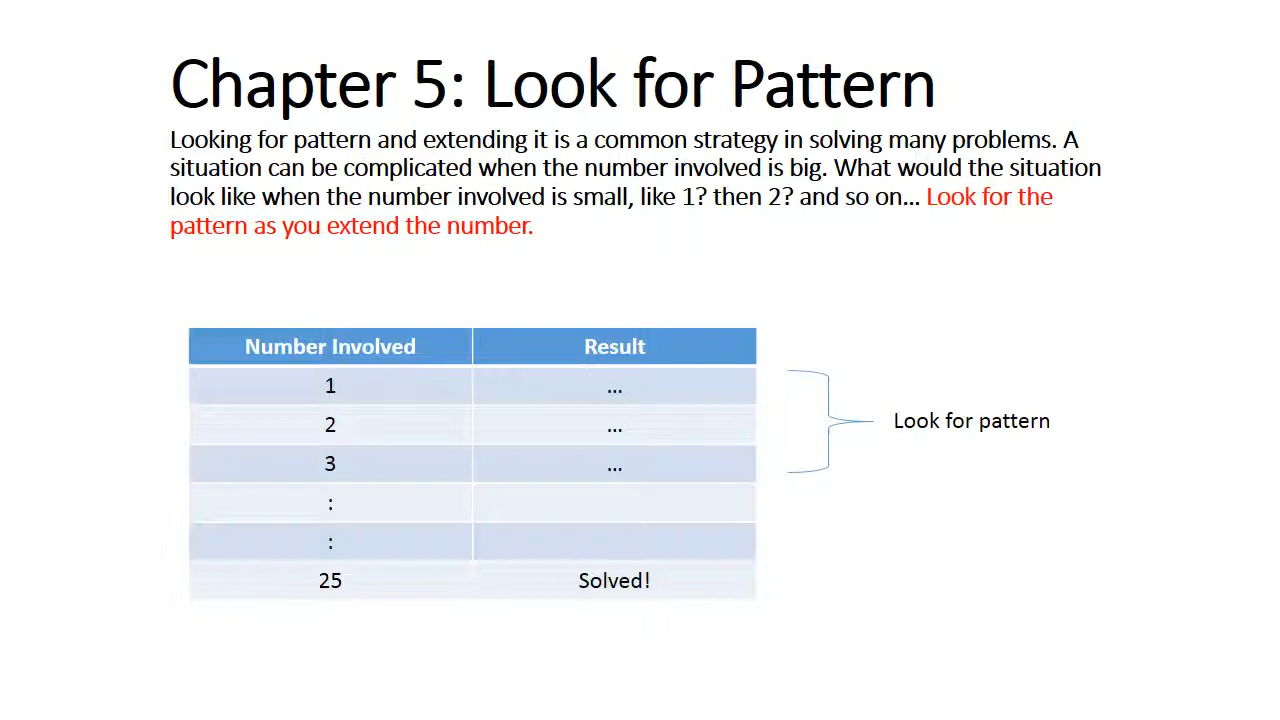 Chapter 5: Look for Pattern
Looking for pattern and extending it is a common strategy in solving many problems. A
situation can be complicated when the number involved is big. What would the situation
look like when the number involved is small, like 1? then 2? and so on… Look for the
pattern as you extend the number.
Number Involved Result
1 …
2 …
3 …
:
:
25 Solved!
Look for pattern